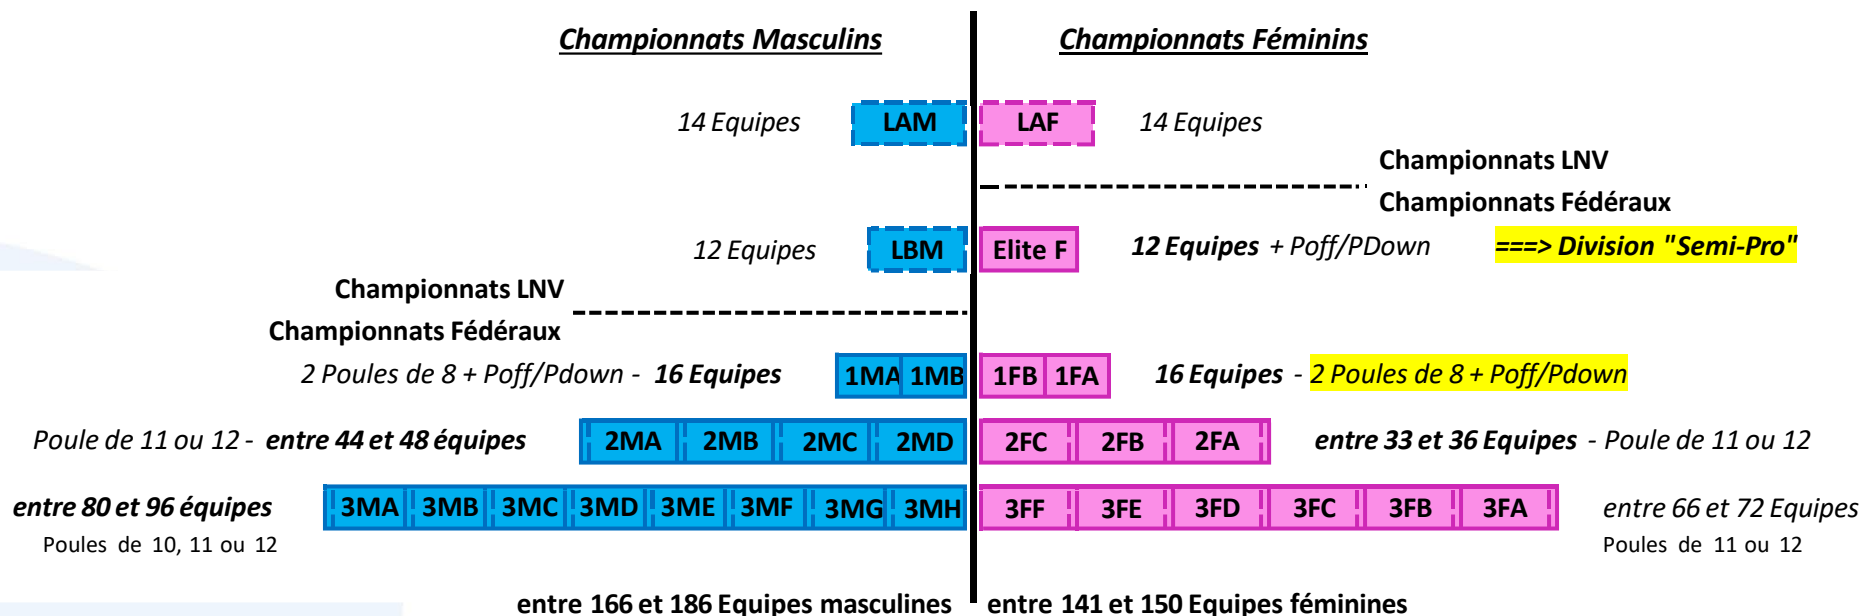 Championnats Masculins Championnats Féminins
14 Equipes LAM LAF 14 Equipes
Championnats LNV
Championnats Fédéraux
12 Equipes LBM Elite F 12 Equipes + Poff/PDown ===> Division "Semi-Pro"
Championnats LNV
Championnats Fédéraux
2 Poules de 8 + Poff/Pdown - 16 Equipes 1MA 1MB 1FB 1FA 16 Equipes - 2 Poules de 8 + Poff/Pdown
Poule de 11 ou 12 - entre 44 et 48 équipes 2MA 2MB 2MC 2MD 2FC 2FB 2FA entre 33 et 36 Equipes - Poule de 11 ou 12
entre 80 et 96 équipes 3MA 3MB 3MC 3MD 3ME 3MF 3MG 3MH 3FF 3FE 3FD 3FC 3FB 3FA entre 66 et 72 Equipes
Poules de 10, 11 ou 12 Poules de 11 ou 12
entre 166 et 186 Equipes masculines entre 141 et 150 Equipes féminines